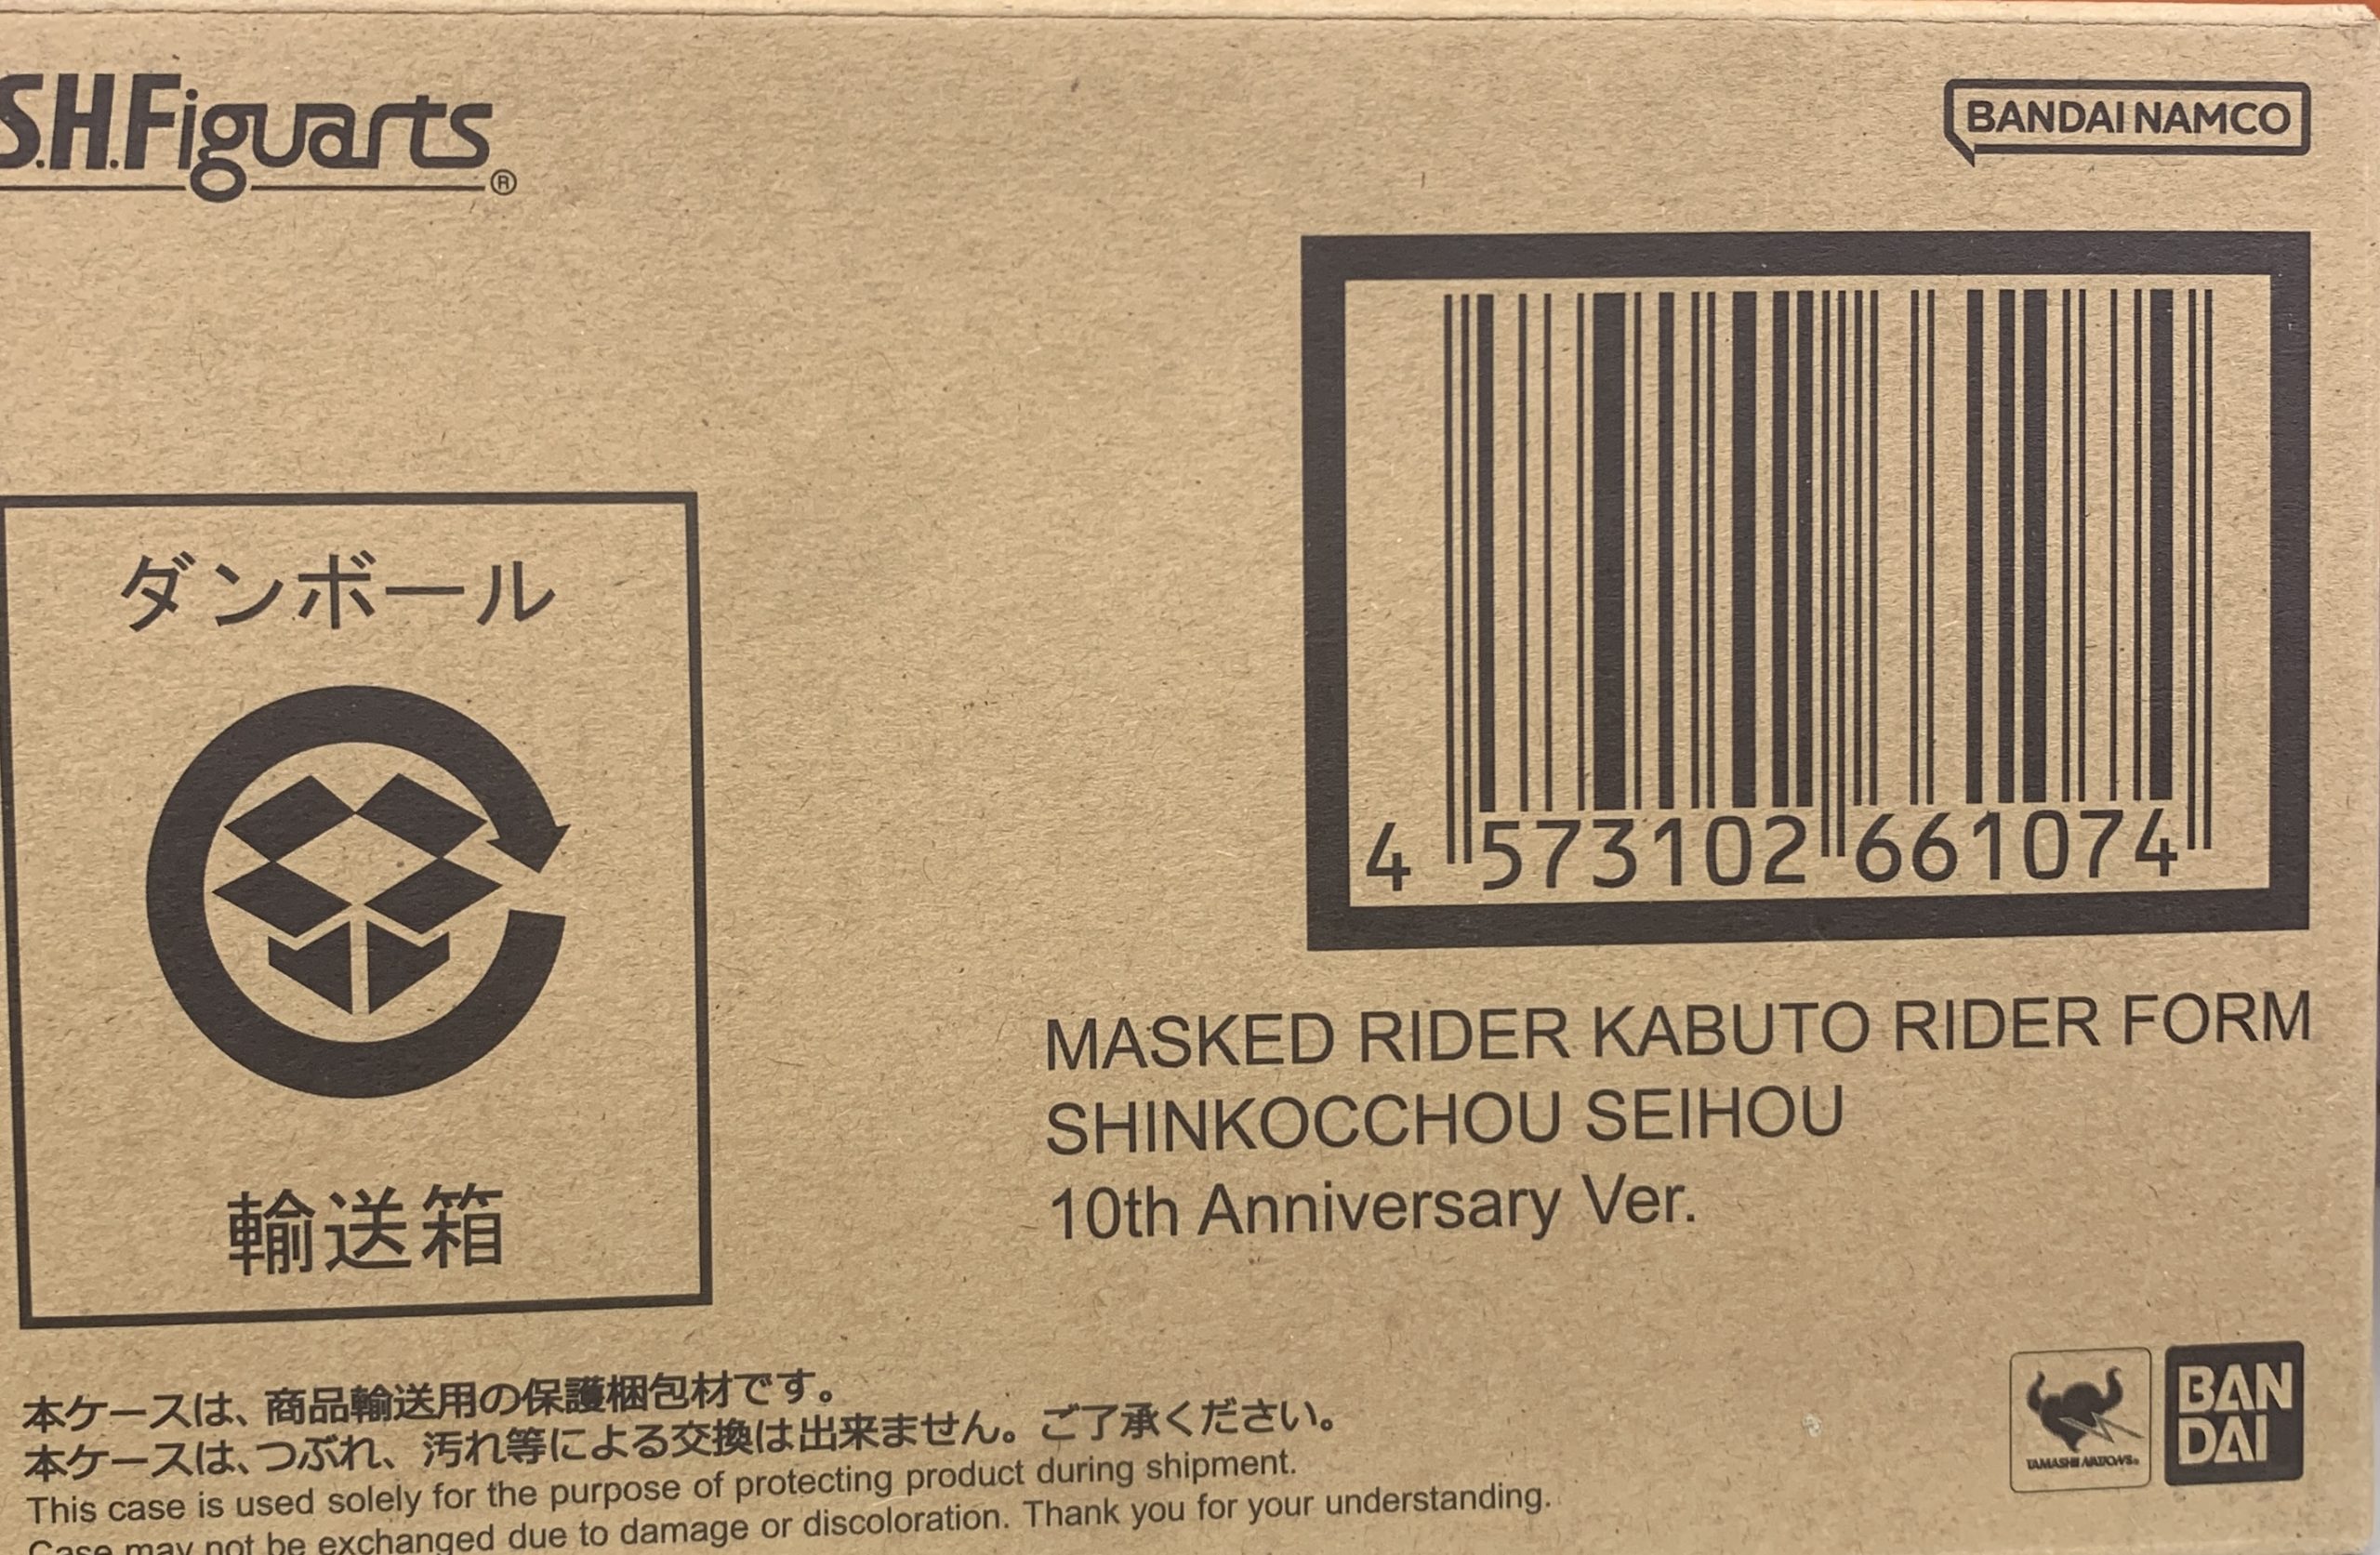 S.H.Figuarts®
BANDAI NAMCO
4 573102 661074
ダンボール
輸送箱
MASKED RIDER KABUTO RIDER FORM
SHINKOCCHOU SEIHOU
10th Anniversary Ver.
本ケースは、商品輸送用の保護梱包材です。
本ケースは、つぶれ、汚れ等による交換は出来ません。ご了承ください。
This case is used solely for the purpose of protecting product during shipment.
Case may not be exchanged due to damage or discoloration. Thank you for your understanding.
TAMASHII NATIONS®
BAN
DAI